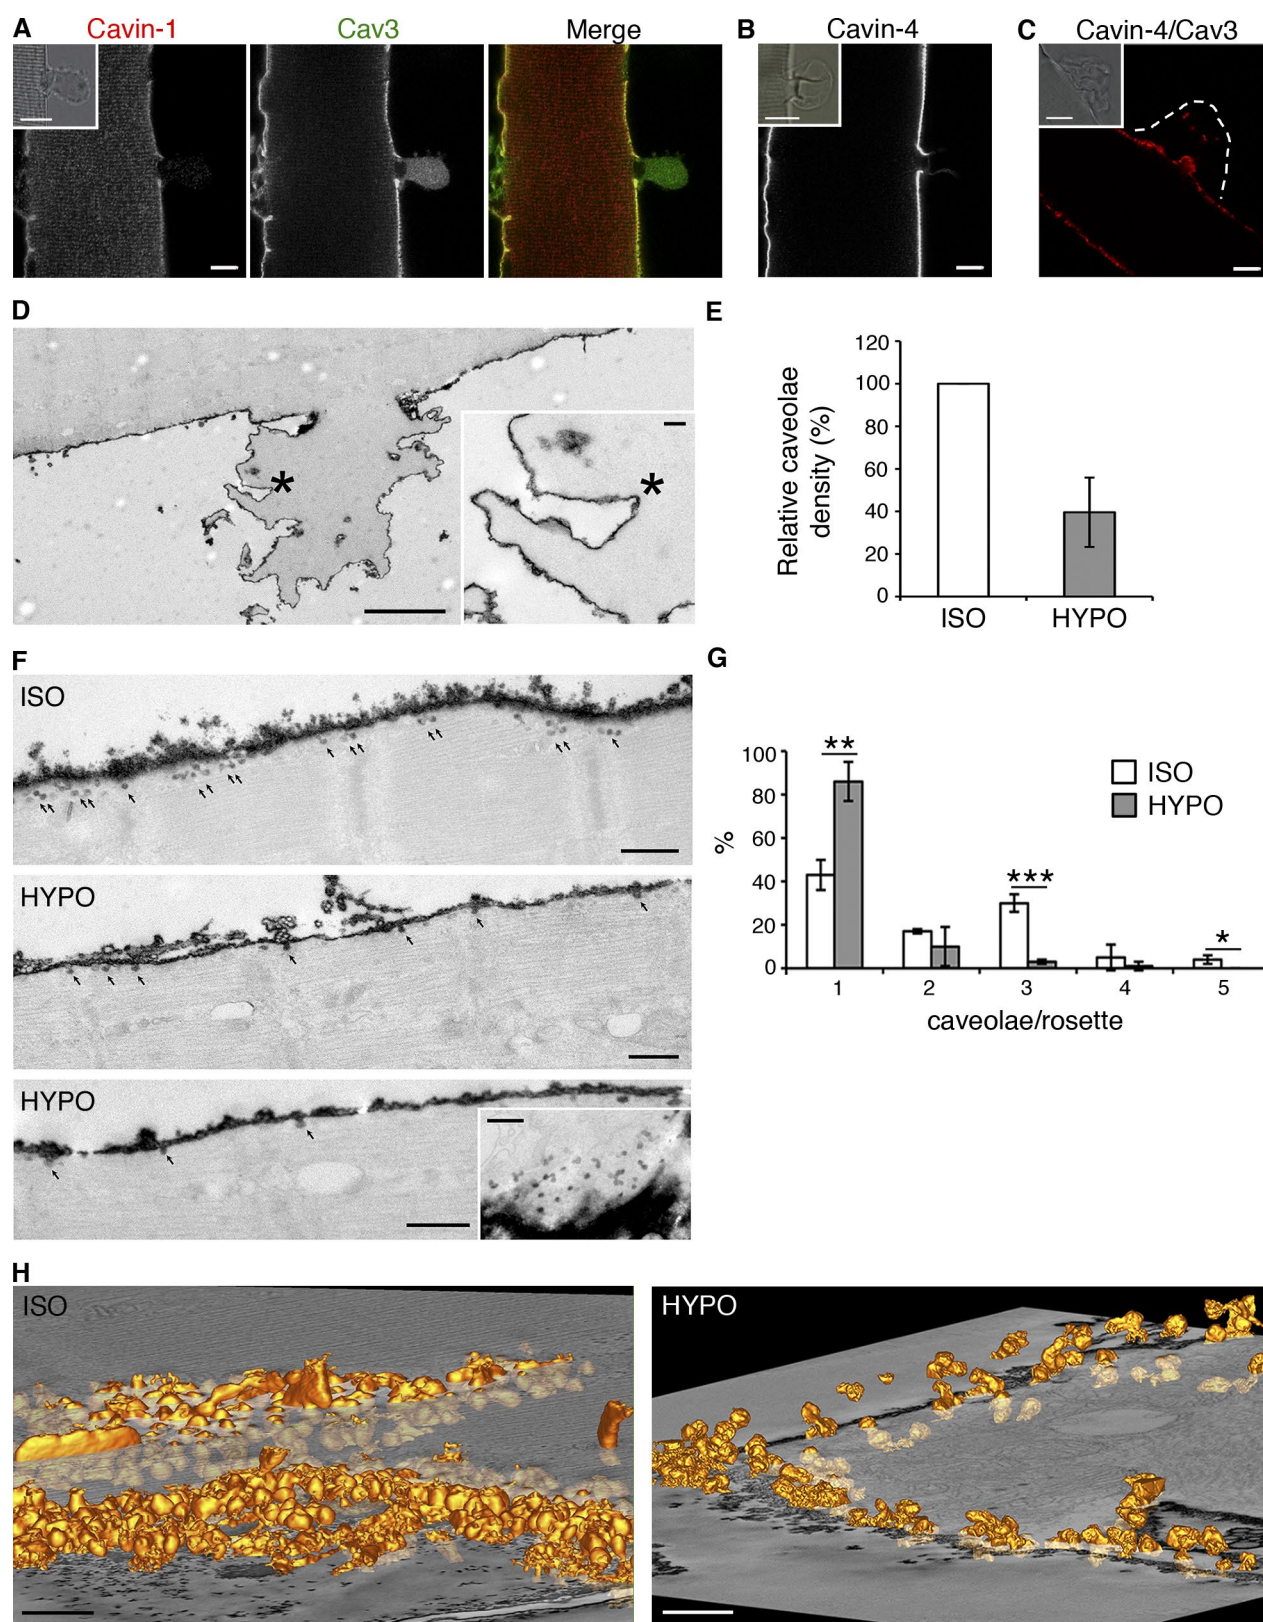 A
Cavin-1
Cav3
Merge
B
Cavin-4
C
Cavin-4/Cav3
D
*
*
E
Relative caveolae
density (%)
120
100
80
60
40
20
0
ISO
HYPO
F
ISO
HYPO
HYPO
G
%
100
80
60
40
20
0
**
***
*
ISO
HYPO
1
2
3
4
5
caveolae/rosette
H
ISO
HYPO